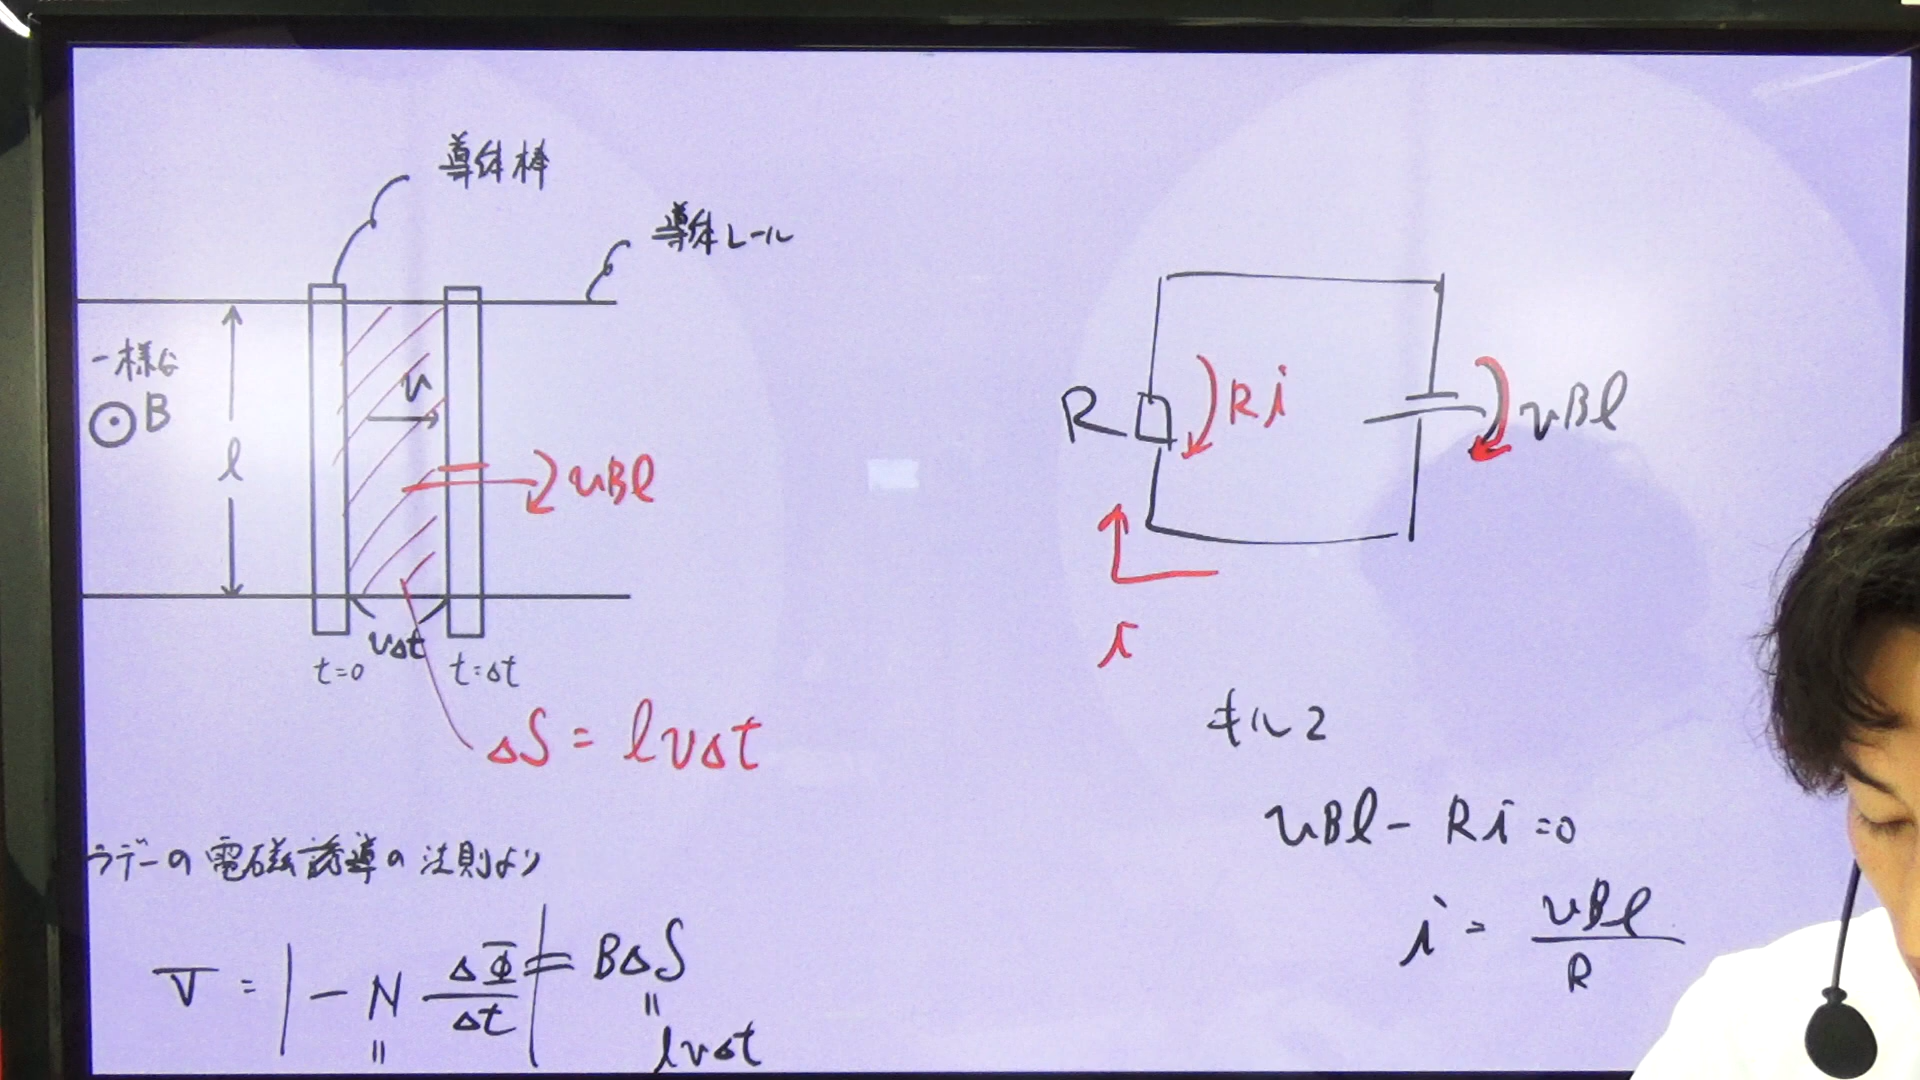 導体棒
導体レール
一様な
B
l
v
vBl
vΔt
t=0
t=Δt
ΔS = lvΔt
ラデーの電磁誘導の法則より
V = |-N ΔΦ/Δt| = BΔS
=
=
lvΔt
R
Ri
vBl
i
キル2
vBl - Ri = 0
i = vBl/R